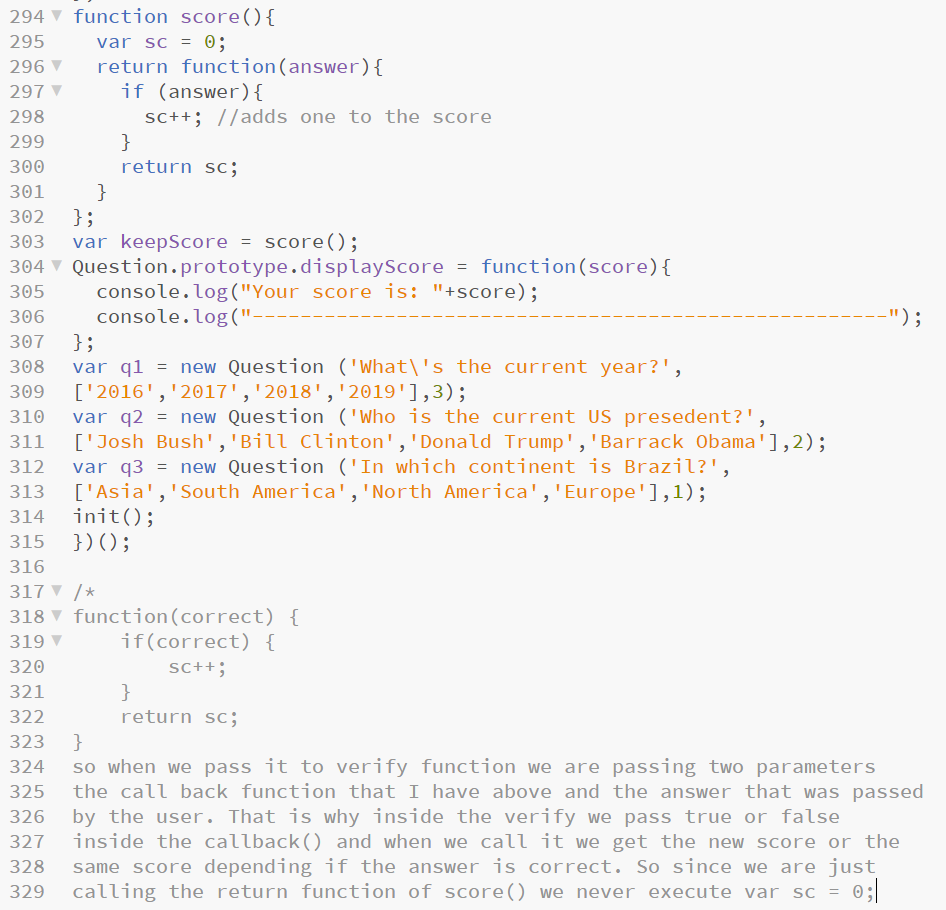 294 function score(){
295 var sc = 0;
296 return function(answer){
297 if (answer){
298 sc++; //adds one to the score
299 }
300 return sc;
301 }
302 };
303 var keepScore = score();
304 Question.prototype.displayScore = function(score){
305 console.log("Your score is: "+score);
306 console.log("-----------------------------------------------------");
307 };
308 var q1 = new Question ('What\'s the current year?',
309 ['2016','2017','2018','2019'],3);
310 var q2 = new Question ('Who is the current US presedent?',
311 ['Josh Bush','Bill Clinton','Donald Trump','Barrack Obama'],2);
312 var q3 = new Question ('In which continent is Brazil?',
313 ['Asia','South America','North America','Europe'],1);
314 init();
315 })();
316
317 /*
318 function(correct) {
319 if(correct) {
320 sc++;
321 }
322 return sc;
323 }
324 so when we pass it to verify function we are passing two parameters
325 the call back function that I have above and the answer that was passed
326 by the user. That is why inside the verify we pass true or false
327 inside the callback() and when we call it we get the new score or the
328 same score depending if the answer is correct. So since we are just
329 calling the return function of score() we never execute var sc = 0;